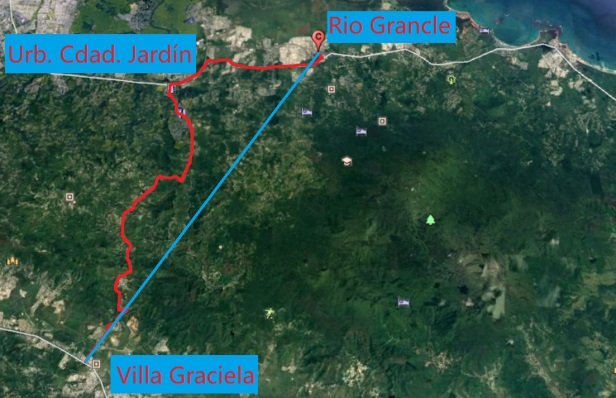 Rio Grancle
Urb. Cdad. Jardín
C
Villa Graciela